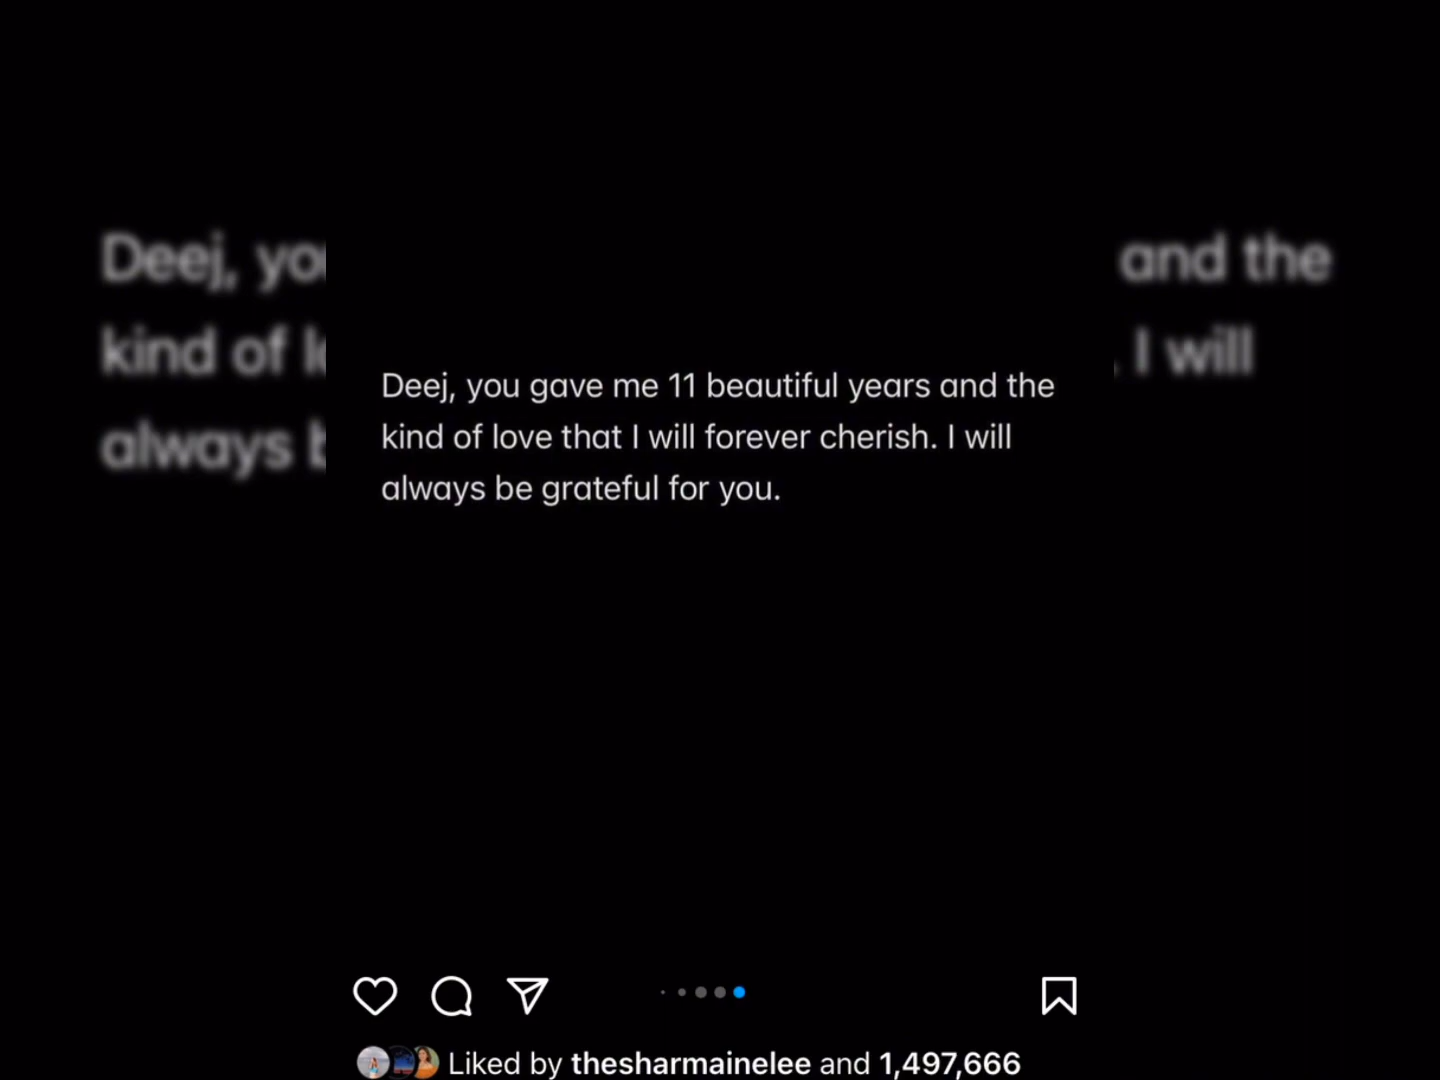 Deej, you gave me 11 beautiful years and the
kind of love that I will forever cherish. I will
always be grateful for you.
Liked by thesharmainelee and 1,497,666